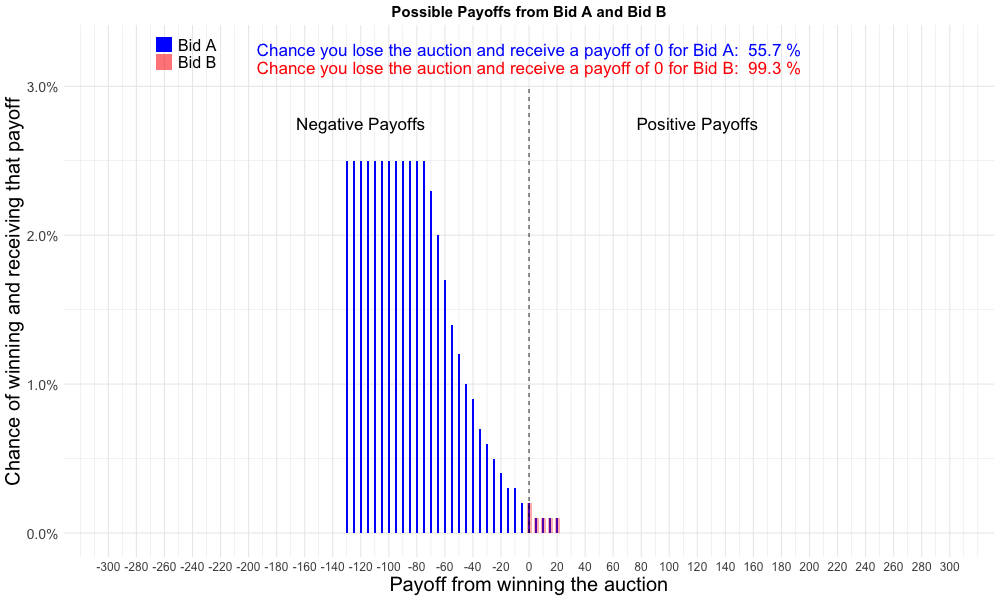 Possible Payoffs from Bid A and Bid B
Bid A
Bid B
Chance you lose the auction and receive a payoff of 0 for Bid A: 55.7 %
Chance you lose the auction and receive a payoff of 0 for Bid B: 99.3 %
Negative Payoffs
Positive Payoffs
Chance of winning and receiving that payoff
3.0%
2.0%
1.0%
0.0%
-300 -280 -260 -240 -220 -200 -180 -160 -140 -120 -100 -80 -60 -40 -20 0 20 40 60 80 100 120 140 160 180 200 220 240 260 280 300
Payoff from winning the auction